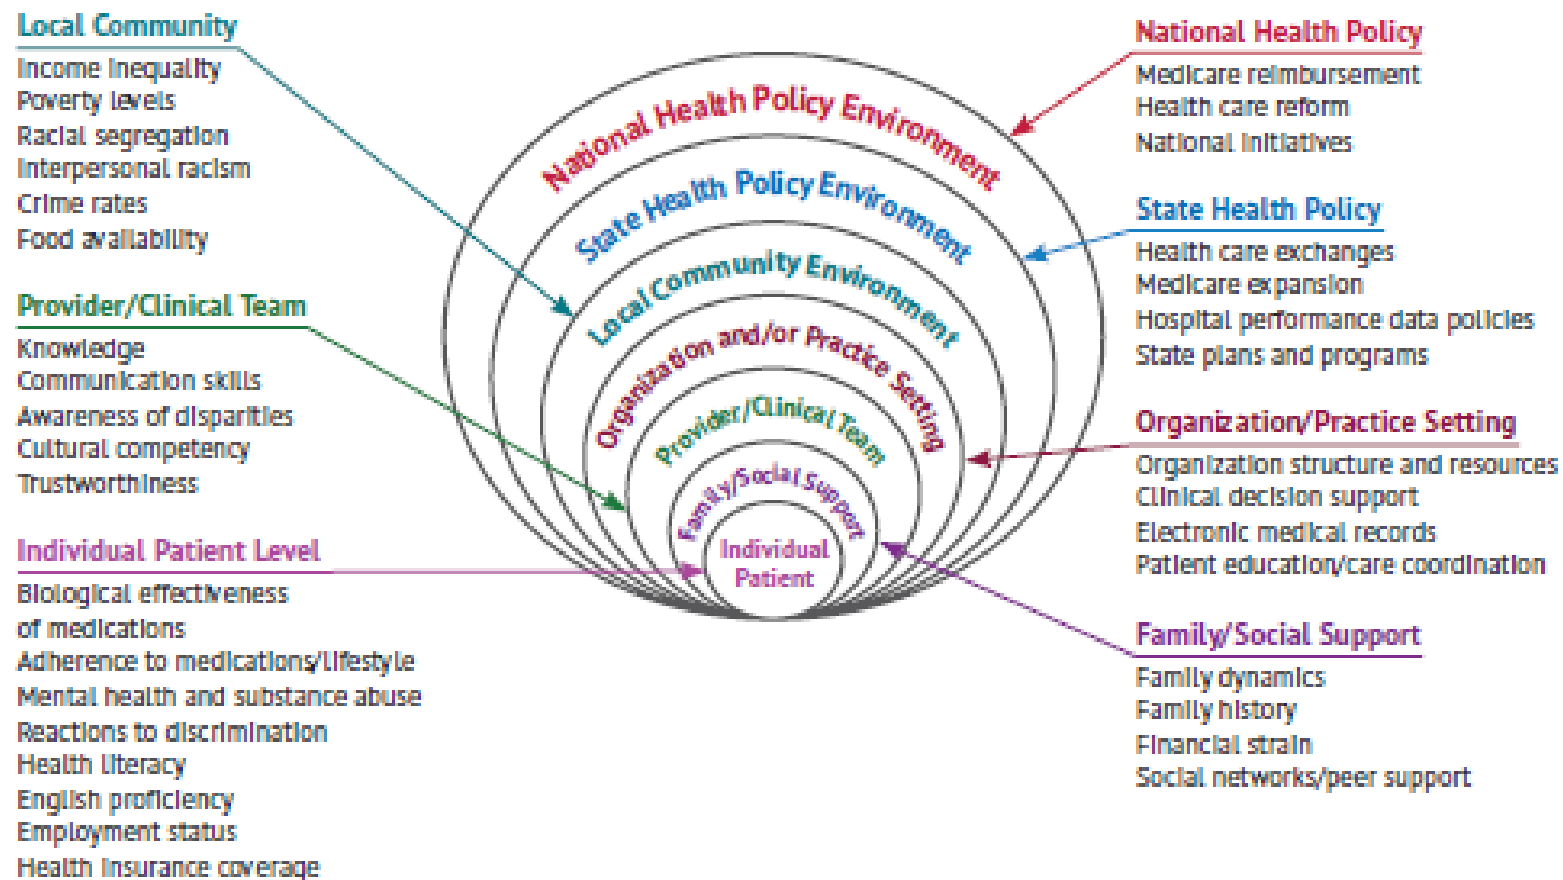 Local Community
Income inequality
Poverty levels
Racial segregation
Interpersonal racism
Crime rates
Food availability
Provider/Clinical Team
Knowledge
Communication skills
Awareness of disparities
Cultural competency
Trustworthiness
Individual Patient Level
Biological effectiveness
of medications
Adherence to medications/lifestyle
Mental health and substance abuse
Reactions to discrimination
Health literacy
English proficiency
Employment status
Health insurance coverage
National Health Policy Environment
State Health Policy Environment
Local Community Environment
Organization and/or Practice Setting
Provider/Clinical Team
Family/Social Support
Individual
Patient
National Health Policy
Medicare reimbursement
Health care reform
National initiatives
State Health Policy
Health care exchanges
Medicare expansion
Hospital performance data policies
State plans and programs
Organization/Practice Setting
Organization structure and resources
Clinical decision support
Electronic medical records
Patient education/care coordination
Family/Social Support
Family dynamics
Family history
Financial strain
Social networks/peer support